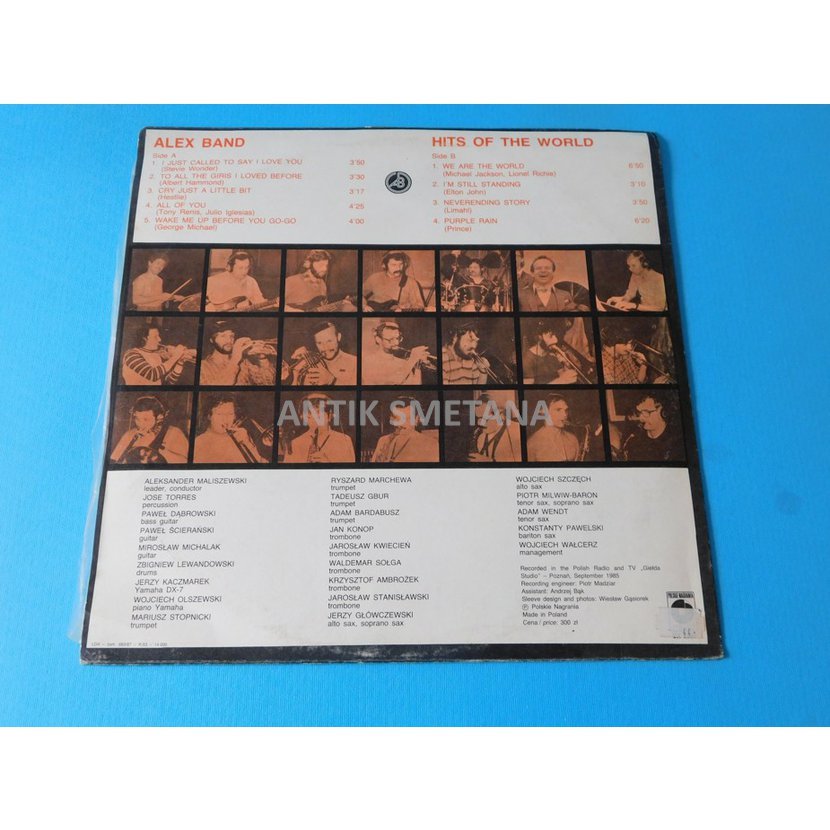 ALEX BAND
Side A
1. I JUST CALLED TO SAY I LOVE YOU 3'50
(Stevie Wonder)
2. TO ALL THE GIRIS I LOVED BEFORE 3'30
(Albert Hammond)
3. CRY JUST A LITTLE BIT 3'17
(Hestlie)
4. ALL OF YOU 4'25
(Tony Renis, Julio Iglesias)
5. WAKE ME UP BEFORE YOU GO-GO 4'00
(George Michael)
HITS OF THE WORLD
Side B
1. WE ARE THE WORLD 6'50
(Michael Jackson, Lionel Richie)
2. I'M STILL STANDING 3'10
(Elton John)
3. NEVERENDING STORY 3'50
(Limahl)
4. PURPLE RAIN 6'20
(Prince)
ANTIK SMETANA
ALEKSANDER MALISZEWSKI
leader, conductor
JOSE TORRES
percussion
PAWEŁ DĄBROWSKI
bass guitar
PAWEŁ ŚCIERAŃSKI
guitar
MIROSŁAW MICHALAK
guitar
ZBIGNIEW LEWANDOWSKI
drums
JERZY KACZMAREK
Yamaha DX-7
WOJCIECH OLSZEWSKI
piano Yamaha
MARIUSZ STOPNICKI
trumpet
RYSZARD MARCHEWA
trumpet
TADEUSZ GBUR
trumpet
ADAM BARDABUSZ
trumpet
JAN KONOP
trombone
JAROSŁAW KWIECIEŃ
trombone
WALDEMAR SOLGA
trombone
KRZYSZTOF AMBROŻEK
trombone
JAROSŁAW STANISŁAWSKI
trombone
JERZY GŁÓWCZEWSKI
alto sax, soprano sax
WOJCIECH SZCZĘCH
alto sax
PIOTR MILWIW-BARON
tenor sax, soprano sax
ADAM WENDT
tenor sax
KONSTANTY PAWELSKI
bariton sax
WOJCIECH WAŁCERZ
management
Recorded in the Polish Radio and TV „Giełda
Studio" – Poznań, September 1985
Recording engineer: Piotr Madziar
Assistant: Andrzej Bąk
Sleeve design and photos: Wiesław Gąsiorek
Ⓟ Polskie Nagrania
Made in Poland
Cena / price: 300 zł
POLSKIE NAGRANIA